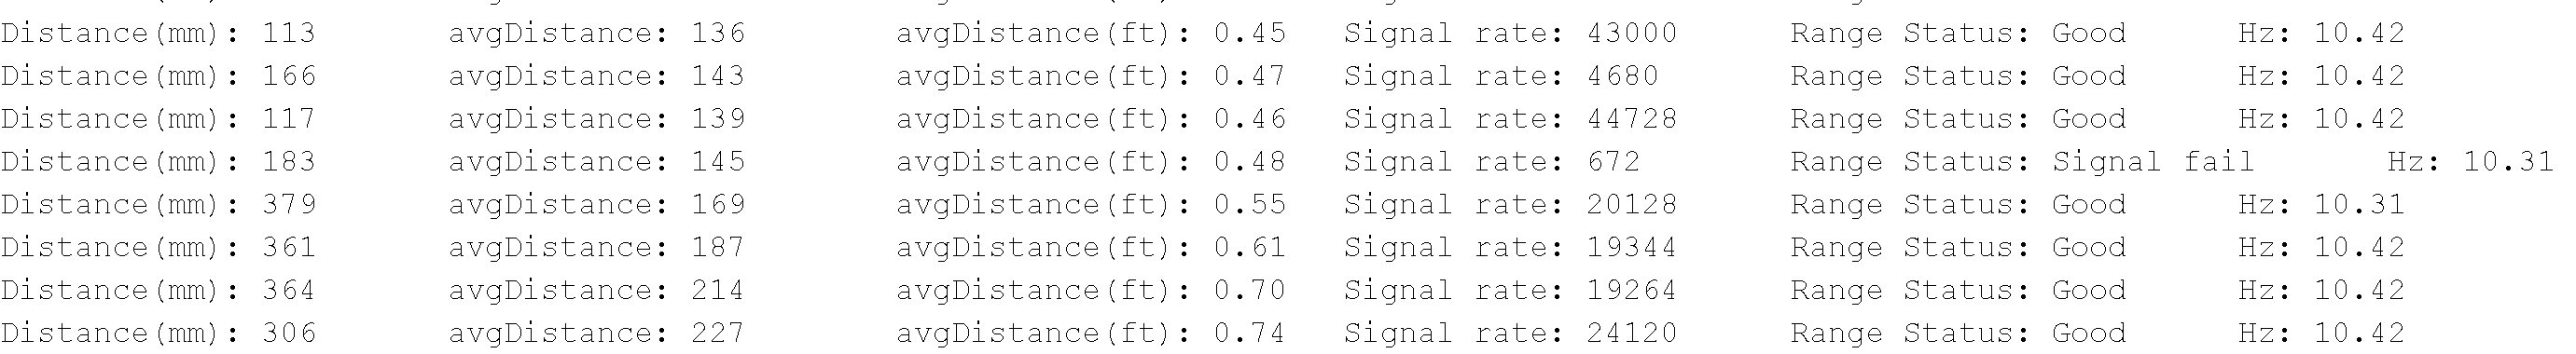 Distance(mm): 113 avgDistance: 136 avgDistance(ft): 0.45 Signal rate: 43000 Range Status: Good Hz: 10.42
Distance(mm): 166 avgDistance: 143 avgDistance(ft): 0.47 Signal rate: 4680 Range Status: Good Hz: 10.42
Distance(mm): 117 avgDistance: 139 avgDistance(ft): 0.46 Signal rate: 44728 Range Status: Good Hz: 10.42
Distance(mm): 183 avgDistance: 145 avgDistance(ft): 0.48 Signal rate: 672 Range Status: Signal fail Hz: 10.31
Distance(mm): 379 avgDistance: 169 avgDistance(ft): 0.55 Signal rate: 20128 Range Status: Good Hz: 10.31
Distance(mm): 361 avgDistance: 187 avgDistance(ft): 0.61 Signal rate: 19344 Range Status: Good Hz: 10.42
Distance(mm): 364 avgDistance: 214 avgDistance(ft): 0.70 Signal rate: 19264 Range Status: Good Hz: 10.42
Distance(mm): 306 avgDistance: 227 avgDistance(ft): 0.74 Signal rate: 24120 Range Status: Good Hz: 10.42